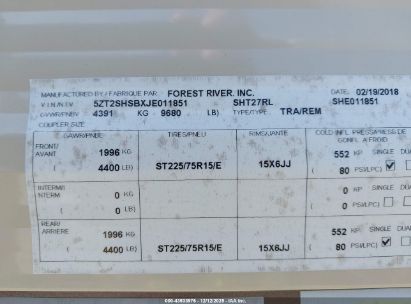 MANUFACTURED BY / FABRIQUE PAR: FOREST RIVER, INC. DATE: 02/19/2018
V.I.N./N.I.V. 5ZT2SHSBXJE011851 SHT27RL SHE011851
GVWR/PNBV 4391 KG - 9680 LB) TYPE/TYPE: TRA/REM
COUPLER SIZE
GAWR/PNBE TIRES/PNEU RIMS/JANTE COLD INFL. PRESS/PRESS DE GONFL. A FROID
FRONT/ AVANT 1996 KG 552 KP SINGLE DUA
( 4400 LB) ST225/75R15/E 15X6JJ ( 80 PSI/LPC)
INTERM/ INTERM 0 KG 0 KP SINGLE DUA
( 0 LB) ( 0 PSI/LPC)
REAR/ ARRIERE 1996 KG 552 KP SINGLE DUA
( 4400 LB) ST225/75R15/E 15X6JJ ( 80 PSI/LPC)